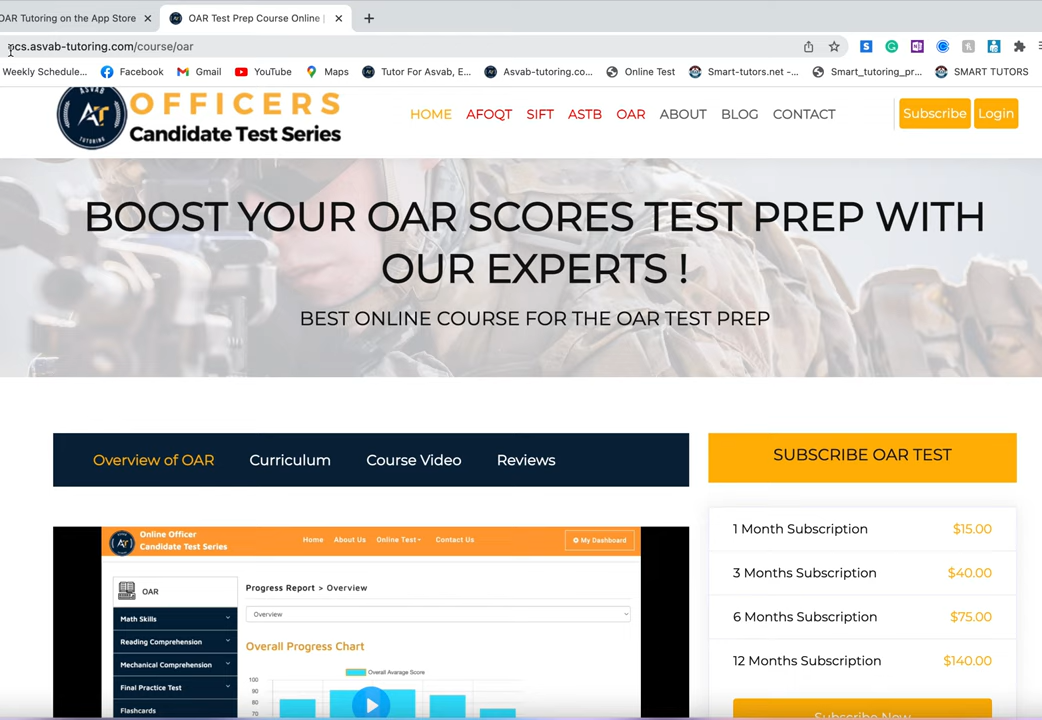 OAR Tutoring on the App Store
OAR Test Prep Course Online |
ocs.asvab-tutoring.com/course/oar
Weekly Schedule...
Facebook
Gmail
YouTube
Maps
Tutor For Asvab, E...
Asvab-tutoring.co...
Online Test
Smart-tutors.net -...
Smart_tutoring_pr...
SMART TUTORS
ASVAB
AT
TUTORING
OFFICERS
Candidate Test Series
HOME
AFOQT
SIFT
ASTB
OAR
ABOUT
BLOG
CONTACT
Subscribe
Login
BOOST YOUR OAR SCORES TEST PREP WITH
OUR EXPERTS !
BEST ONLINE COURSE FOR THE OAR TEST PREP
Overview of OAR
Curriculum
Course Video
Reviews
SUBSCRIBE OAR TEST
1 Month Subscription $15.00
3 Months Subscription $40.00
6 Months Subscription $75.00
12 Months Subscription $140.00
Subscribe Now
Online Officer
Candidate Test Series
Home
About Us
Online Test
Contact Us
My Dashboard
OAR
Math Skills
Reading Comprehension
Mechanical Comprehension
Final Practice Test
Flashcards
Progress Report > Overview
Overview
Overall Progress Chart
Overall Avarage Score
100
90
80
70